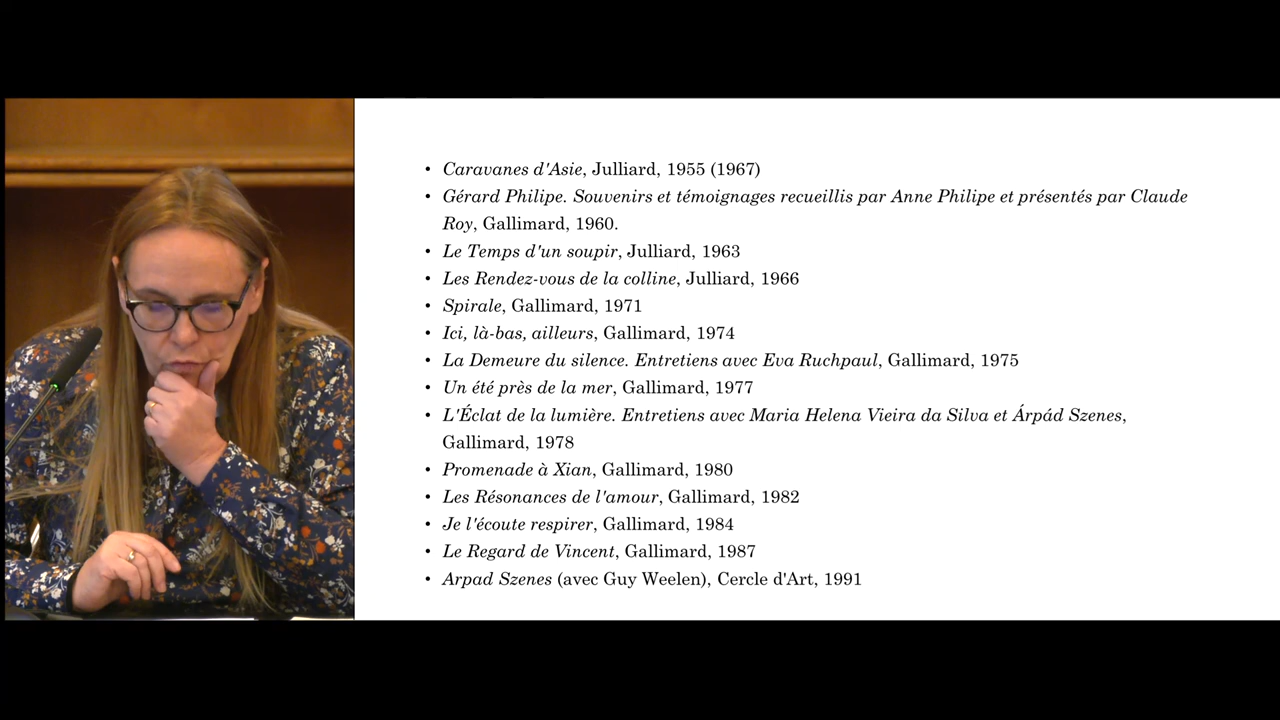 • Caravanes d'Asie, Julliard, 1955 (1967)
• Gérard Philipe. Souvenirs et témoignages recueillis par Anne Philipe et présentés par Claude
Roy, Gallimard, 1960.
• Le Temps d'un soupir, Julliard, 1963
• Les Rendez-vous de la colline, Julliard, 1966
• Spirale, Gallimard, 1971
• Ici, là-bas, ailleurs, Gallimard, 1974
• La Demeure du silence. Entretiens avec Eva Ruchpaul, Gallimard, 1975
• Un été près de la mer, Gallimard, 1977
• L'Éclat de la lumière. Entretiens avec Maria Helena Vieira da Silva et Árpád Szenes,
Gallimard, 1978
• Promenade à Xian, Gallimard, 1980
• Les Résonances de l'amour, Gallimard, 1982
• Je l'écoute respirer, Gallimard, 1984
• Le Regard de Vincent, Gallimard, 1987
• Arpad Szenes (avec Guy Weelen), Cercle d'Art, 1991